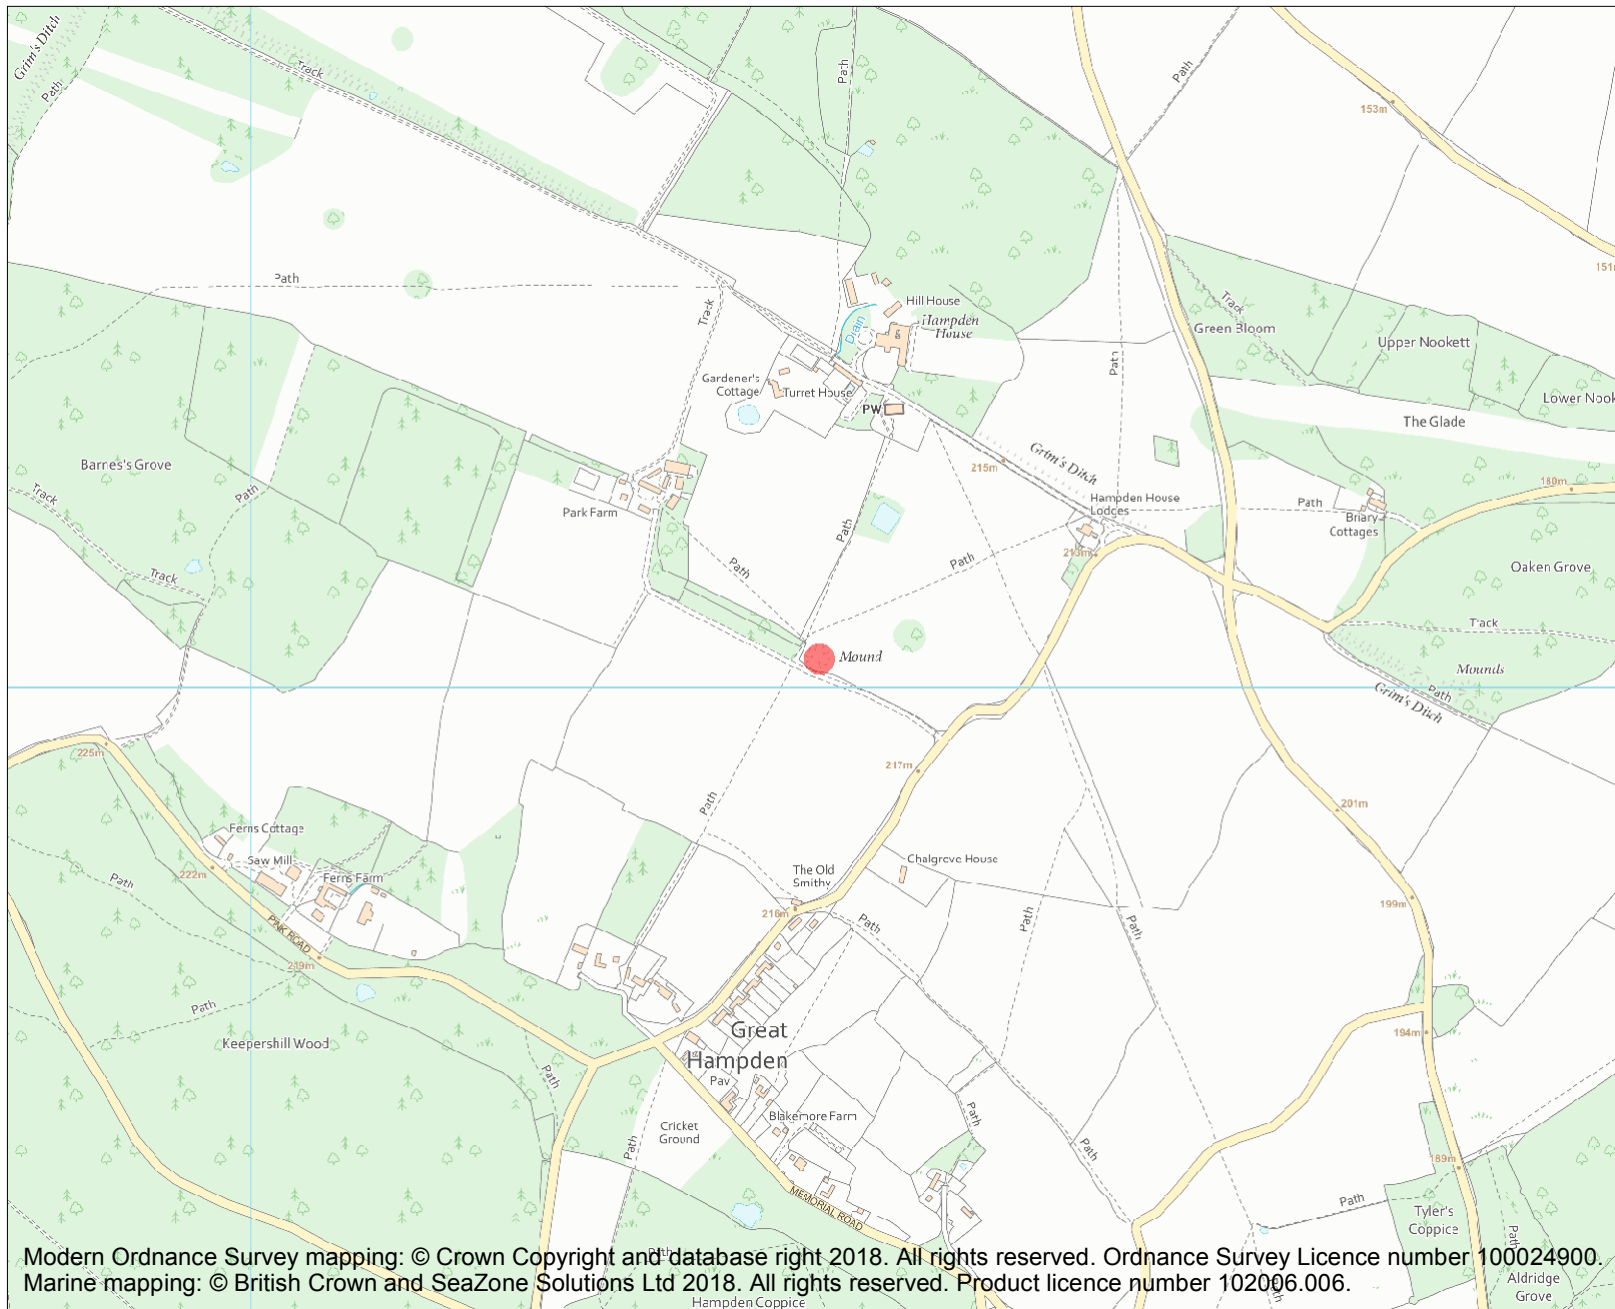 Grim's Ditch
Path
Track
Path
Path
153m
151
Path
Track
Hill House
Hampden
House
Drain
Track
Green Bloom
Upper Nookett
Lower Nook
Path
Gardener's
Cottage
Turret House
PW
The Glade
Barnes's Grove
Path
Track
215m
Grim's Ditch
Park Farm
Hampden House
Lodges
Path
180m
Briary
Cottages
213m
Path
Path
Path
Oaken Grove
Track
Track
Mound
Mounds
Path
Grim's Ditch
225m
217m
Path
201m
Ferns Cottage
Saw Mill
222m
Ferns Farm
Path
The Old
Smithy
Chalgrove House
216m
199m
Path
Path
Path
PINK ROAD
219m
Path
Keepershill Wood
Great
Hampden
194m
Pav
Path
Blakemore Farm
Cricket
Ground
Path
Path
Path
189m
MEMORIAL ROAD
Path
Tyler's
Coppice
Path
Path
Path
Modern Ordnance Survey mapping: © Crown Copyright and database right 2018. All rights reserved. Ordnance Survey Licence number 100024900.
Marine mapping: © British Crown and SeaZone Solutions Ltd 2018. All rights reserved. Product licence number 102006.006.
Aldridge
Grove
Hampden Coppice